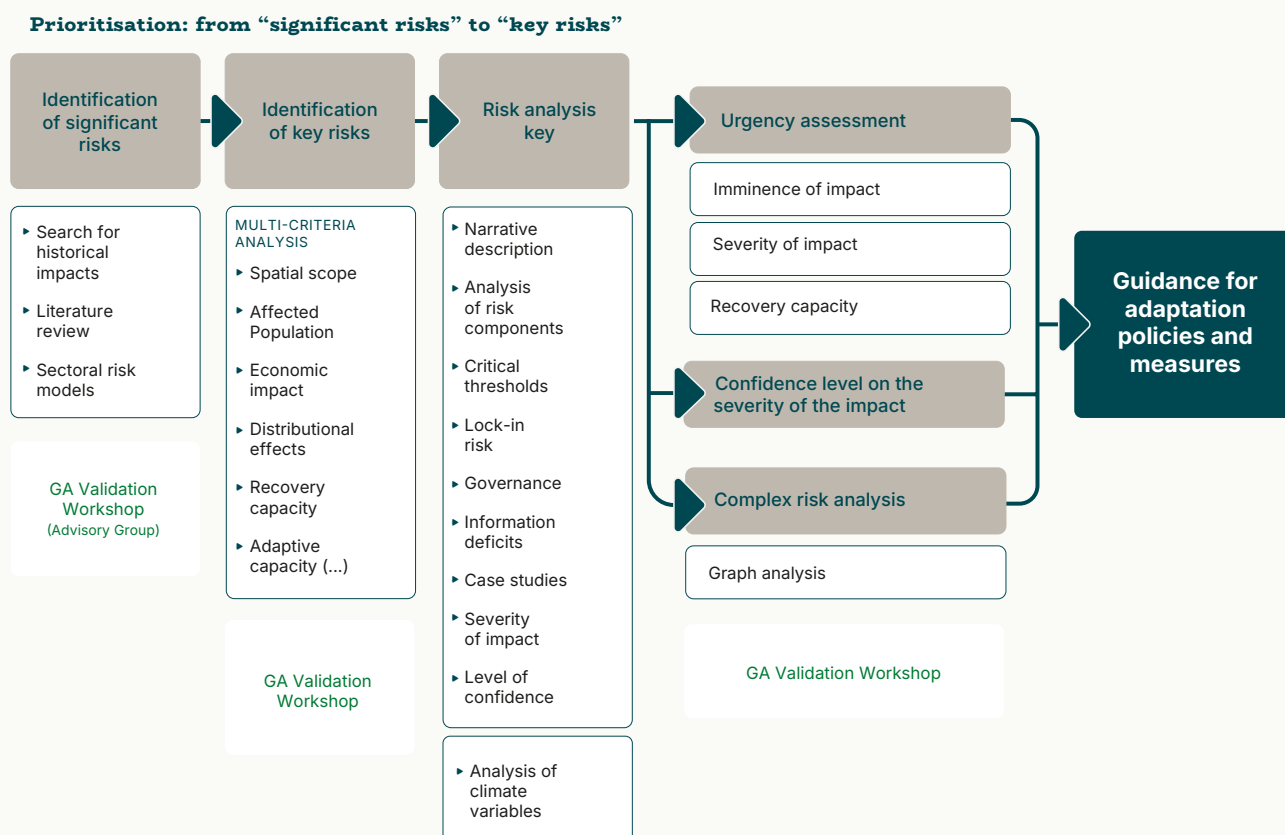 Prioritisation: from “significant risks” to “key risks”
Identification
of significant
risks
Search for
historical
impacts
Literature
review
Sectoral risk
models
GA Validation
Workshop
(Advisory Group)
Identification
of key risks
MULTI-CRITERIA
ANALYSIS
Spatial scope
Affected
Population
Economic
impact
Distributional
effects
Recovery
capacity
Adaptive
capacity (...)
GA Validation
Workshop
Risk analysis
key
Narrative
description
Analysis
of risk
components
Critical
thresholds
Lock-in
risk
Governance
Information
deficits
Case studies
Severity
of impact
Level of
confidence
Analysis of
climate
variables
Urgency assessment
Imminence of impact
Severity of impact
Recovery capacity
Confidence level on the
severity of the impact
Complex risk analysis
Graph analysis
GA Validation Workshop
Guidance for
adaptation
policies and
measures